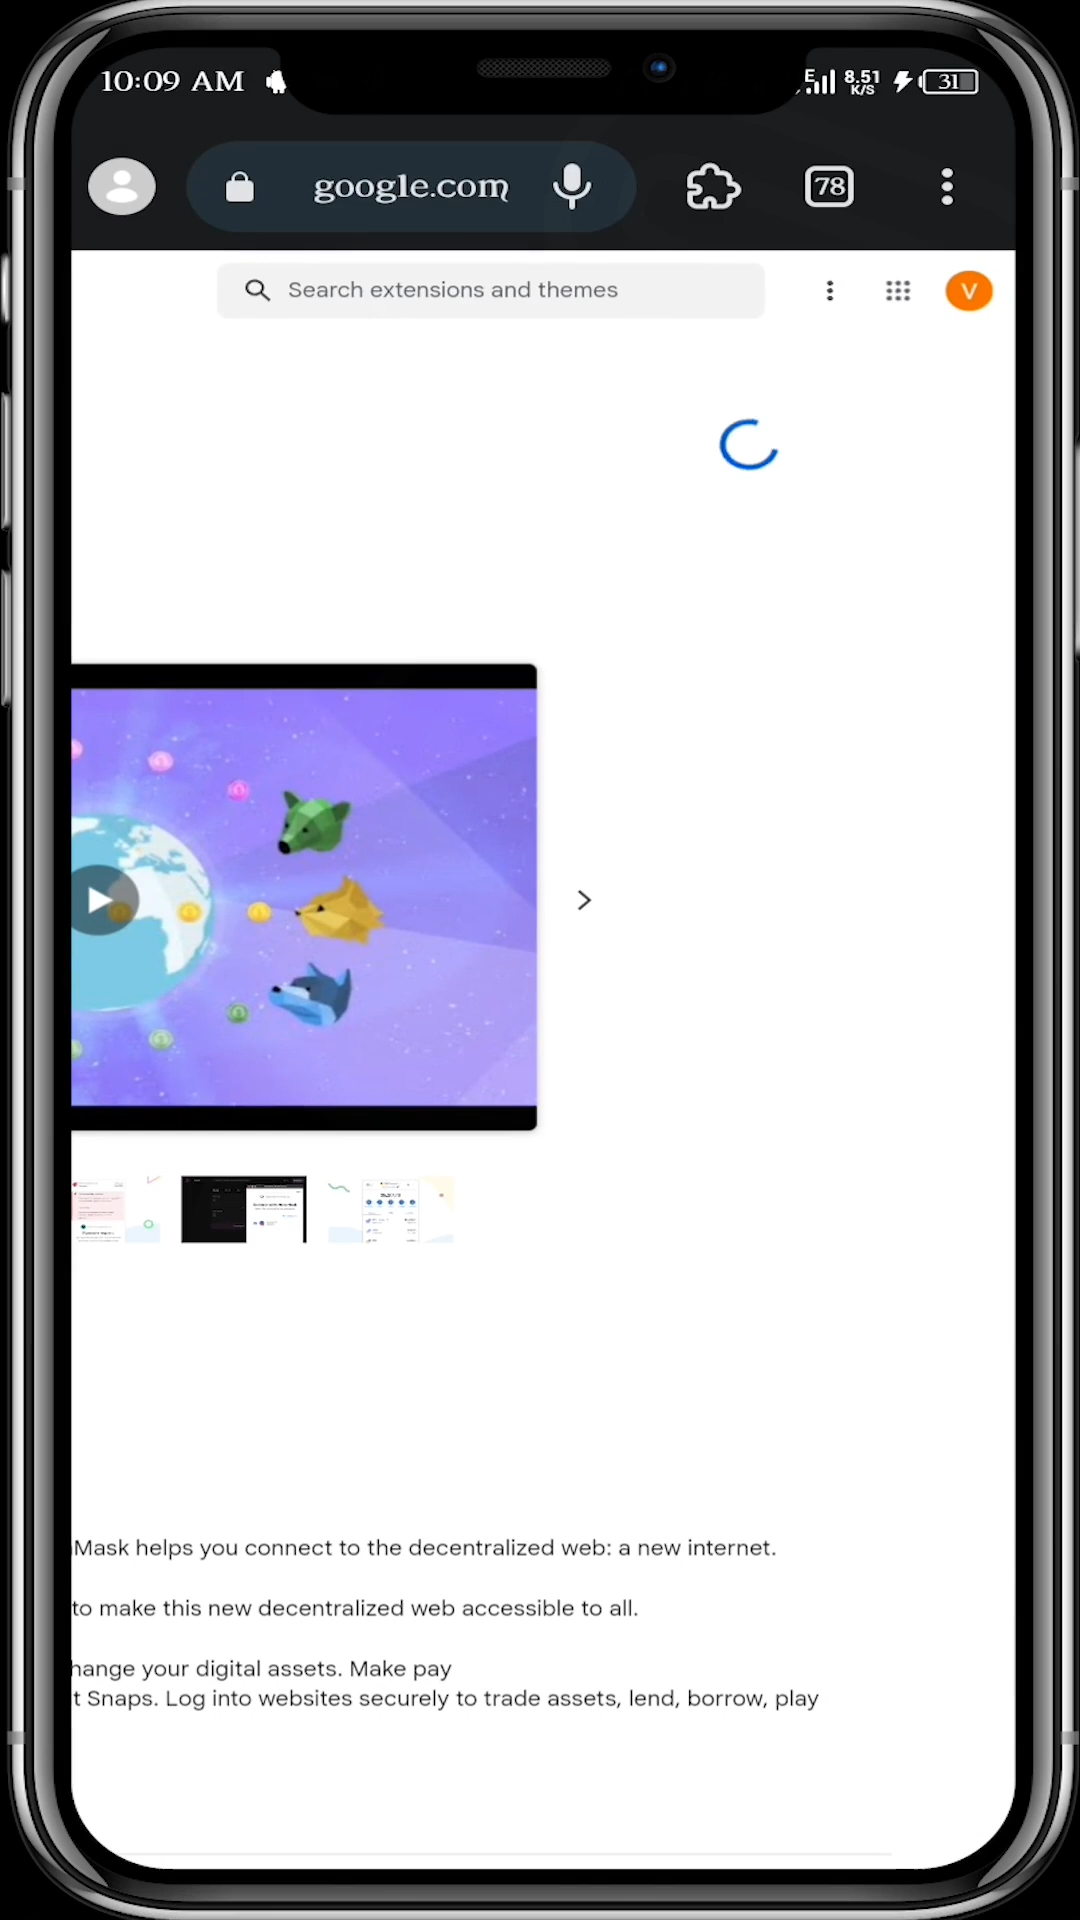 10:09 AM
E
8.51
K/S
31
google.com
78
Search extensions and themes
V
Mask helps you connect to the decentralized web: a new internet.
to make this new decentralized web accessible to all.
hange your digital assets. Make pay
t Snaps. Log into websites securely to trade assets, lend, borrow, play